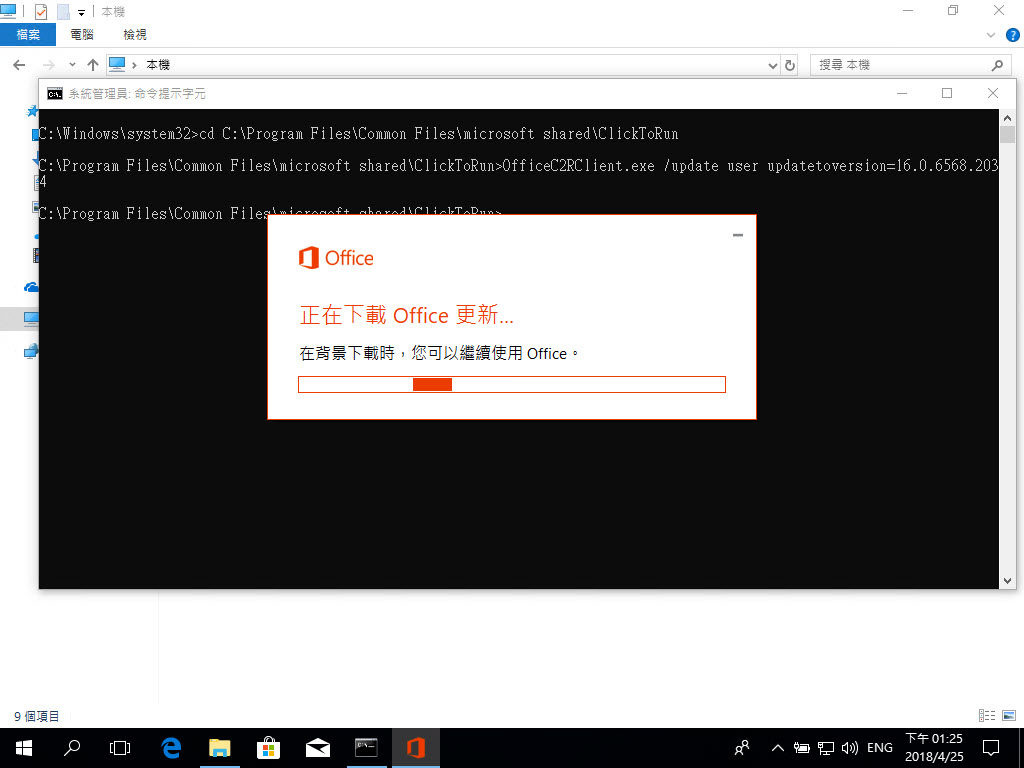 本機
檔案 電腦 檢視
本機 搜尋 本機
系統管理員: 命令提示字元
C:\Windows\system32>cd C:\Program Files\Common Files\microsoft shared\ClickToRun
C:\Program Files\Common Files\microsoft shared\ClickToRun>OfficeC2RClient.exe /update user updatetoversion=16.0.6568.203
4
C:\Program Files\Common Files\microsoft shared\ClickToRun>
Office
正在下載 Office 更新...
在背景下載時，您可以繼續使用 Office。
9 個項目
ENG
下午 01:25
2018/4/25